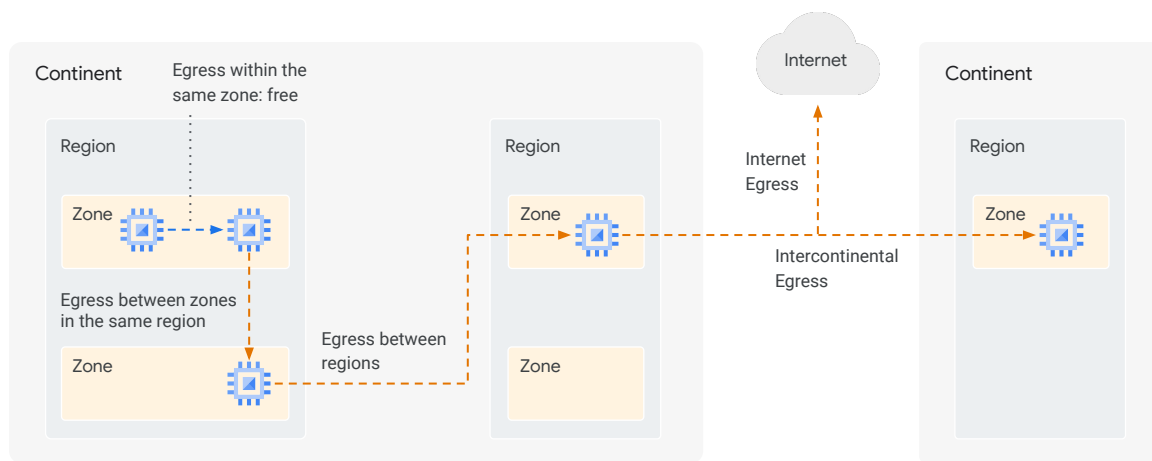 Continent
Egress within the
same zone: free
Region
Zone
Egress between zones
in the same region
Zone
Egress between
regions
Region
Zone
Zone
Internet
Internet
Egress
Intercontinental
Egress
Continent
Region
Zone